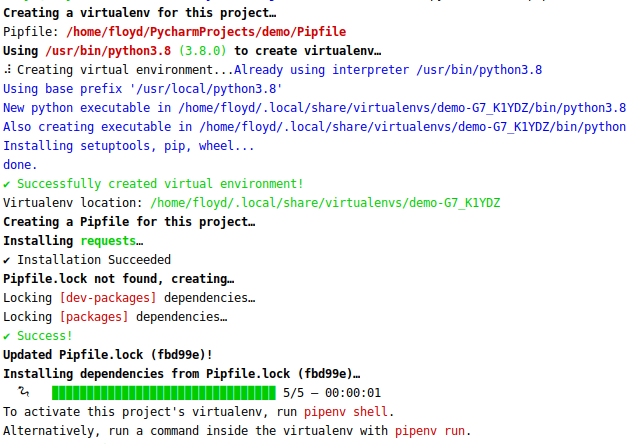 Creating a virtualenv for this project…
Pipfile: /home/floyd/PycharmProjects/demo/Pipfile
Using /usr/bin/python3.8 (3.8.0) to create virtualenv…
⠼ Creating virtual environment...Already using interpreter /usr/bin/python3.8
Using base prefix '/usr/local/python3.8'
New python executable in /home/floyd/.local/share/virtualenvs/demo-G7_K1YDZ/bin/python3.8
Also creating executable in /home/floyd/.local/share/virtualenvs/demo-G7_K1YDZ/bin/python
Installing setuptools, pip, wheel...
done.
✔ Successfully created virtual environment!
Virtualenv location: /home/floyd/.local/share/virtualenvs/demo-G7_K1YDZ
Creating a Pipfile for this project…
Installing requests…
✔ Installation Succeeded
Pipfile.lock not found, creating…
Locking [dev-packages] dependencies…
Locking [packages] dependencies…
✔ Success!
Updated Pipfile.lock (fbd99e)!
Installing dependencies from Pipfile.lock (fbd99e)…
5/5 — 00:00:01
To activate this project's virtualenv, run pipenv shell.
Alternatively, run a command inside the virtualenv with pipenv run.